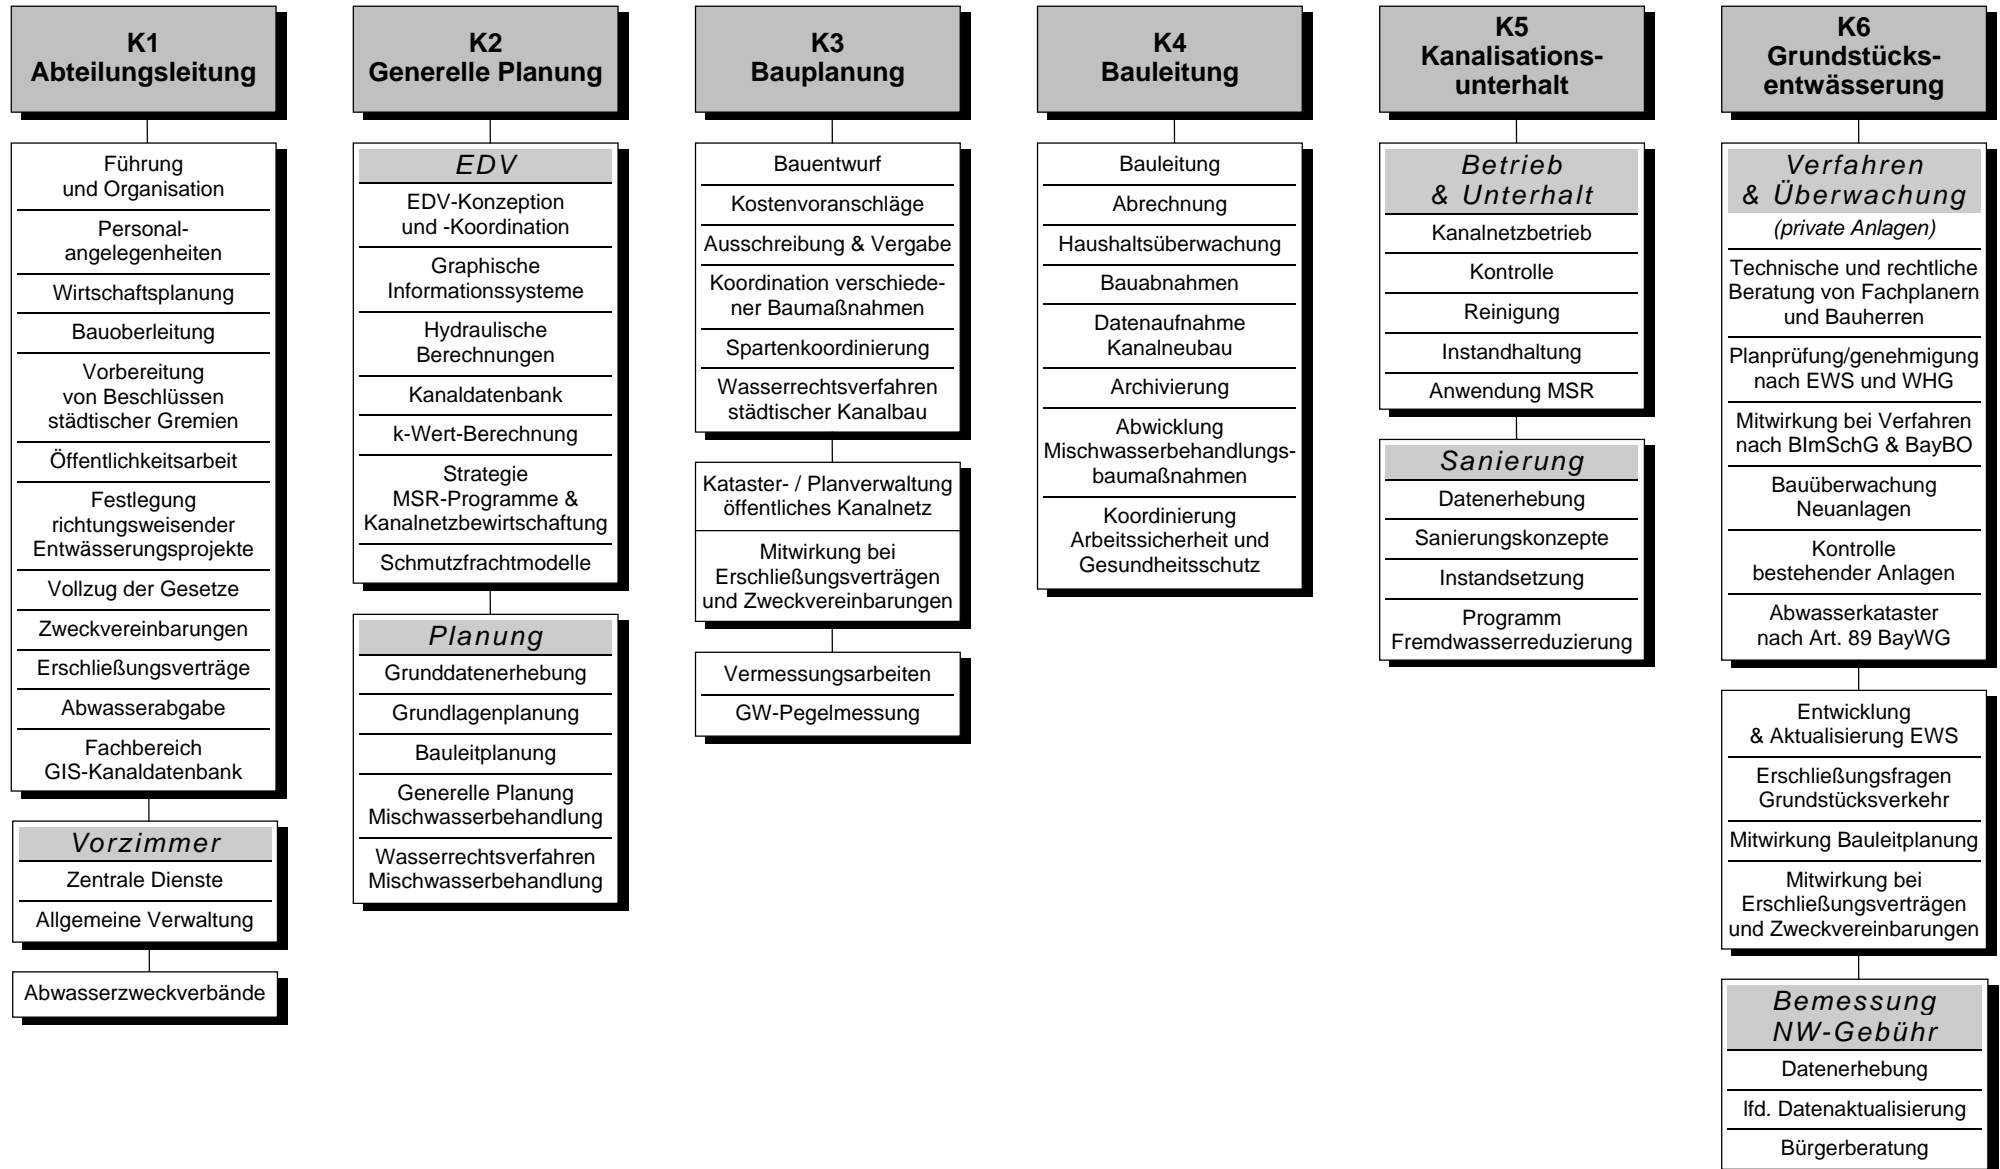 K1
Abteilungsleitung
Führung
und Organisation
Personal-
angelegenheiten
Wirtschaftsplanung
Bauoberleitung
Vorbereitung
von Beschlüssen
städtischer Gremien
Öffentlichkeitsarbeit
Festlegung
richtungsweisender
Entwässerungsprojekte
Vollzug der Gesetze
Zweckvereinbarungen
Erschließungsverträge
Abwasserabgabe
Fachbereich
GIS-Kanaldatenbank
Vorzimmer
Zentrale Dienste
Allgemeine Verwaltung
Abwasserzweckverbände
K2
Generelle Planung
EDV
EDV-Konzeption
und -Koordination
Graphische
Informationssysteme
Hydraulische
Berechnungen
Kanaldatenbank
k-Wert-Berechnung
Strategie
MSR-Programme &
Kanalnetzbewirtschaftung
Schmutzfrachtmodelle
Planung
Grunddatenerhebung
Grundlagenplanung
Bauleitplanung
Generelle Planung
Mischwasserbehandlung
Wasserrechtsverfahren
Mischwasserbehandlung
K3
Bauplanung
Bauentwurf
Kostenvoranschläge
Ausschreibung & Vergabe
Koordination verschiede-
ner Baumaßnahmen
Spartenkoordinierung
Wasserrechtsverfahren
städtischer Kanalbau
Kataster- / Planverwaltung
öffentliches Kanalnetz
Mitwirkung bei
Erschließungsverträgen
und Zweckvereinbarungen
Vermessungsarbeiten
GW-Pegelmessung
K4
Bauleitung
Bauleitung
Abrechnung
Haushaltsüberwachung
Bauabnahmen
Datenaufnahme
Kanalneubau
Archivierung
Abwicklung
Mischwasserbehandlungs-
baumaßnahmen
Koordinierung
Arbeitssicherheit und
Gesundheitsschutz
K5
Kanalisations-
unterhalt
Betrieb
& Unterhalt
Kanalnetzbetrieb
Kontrolle
Reinigung
Instandhaltung
Anwendung MSR
Sanierung
Datenerhebung
Sanierungskonzepte
Instandsetzung
Programm
Fremdwasserreduzierung
K6
Grundstücks-
entwässerung
Verfahren
& Überwachung
(private Anlagen)
Technische und rechtliche
Beratung von Fachplanern
und Bauherren
Planprüfung/genehmigung
nach EWS und WHG
Mitwirkung bei Verfahren
nach BImSchG & BayBO
Bauüberwachung
Neuanlagen
Kontrolle
bestehender Anlagen
Abwasserkataster
nach Art. 89 BayWG
Entwicklung
& Aktualisierung EWS
Erschließungsfragen
Grundstücksverkehr
Mitwirkung Bauleitplanung
Mitwirkung bei
Erschließungsverträgen
und Zweckvereinbarungen
Bemessung
NW-Gebühr
Datenerhebung
lfd. Datenaktualisierung
Bürgerberatung